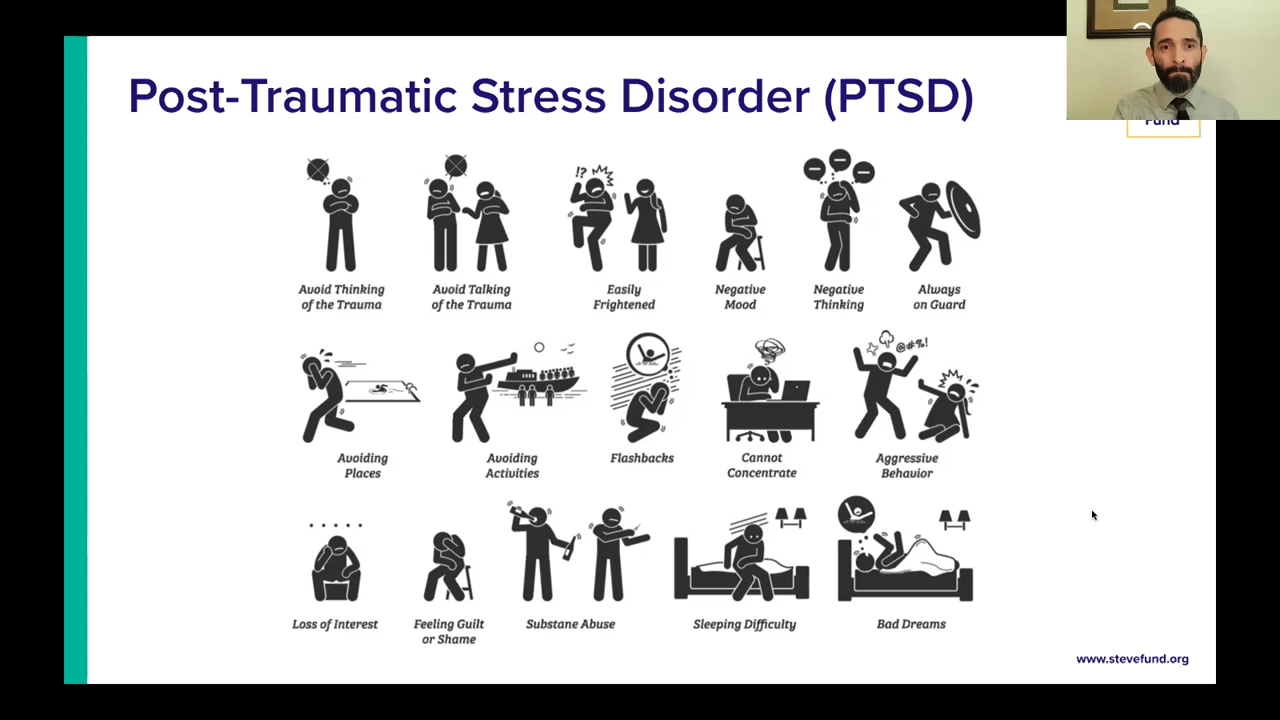 Post-Traumatic Stress Disorder (PTSD)
Fund
!?
Avoid Thinking
of the Trauma
Avoid Talking
of the Trauma
Easily
Frightened
Negative
Mood
Negative
Thinking
Always
on Guard
@#%!
Avoiding
Places
Avoiding
Activities
Flashbacks
Cannot
Concentrate
Aggressive
Behavior
Loss of Interest
Feeling Guilt
or Shame
Substane Abuse
Sleeping Difficulty
Bad Dreams
www.stevefund.org